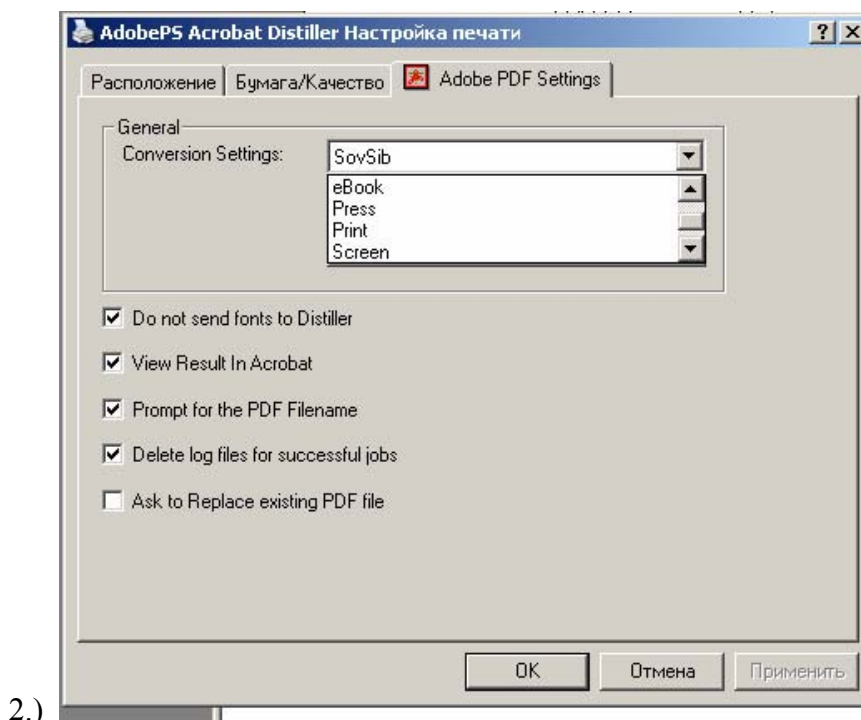 AdobePS Acrobat Distiller Настройка печати
Расположение Бумага/Качество Adobe PDF Settings
General
Conversion Settings: SovSib
eBook
Press
Print
Screen
Do not send fonts to Distiller
View Result In Acrobat
Prompt for the PDF Filename
Delete log files for successful jobs
Ask to Replace existing PDF file
OK Отмена Применить
2.)